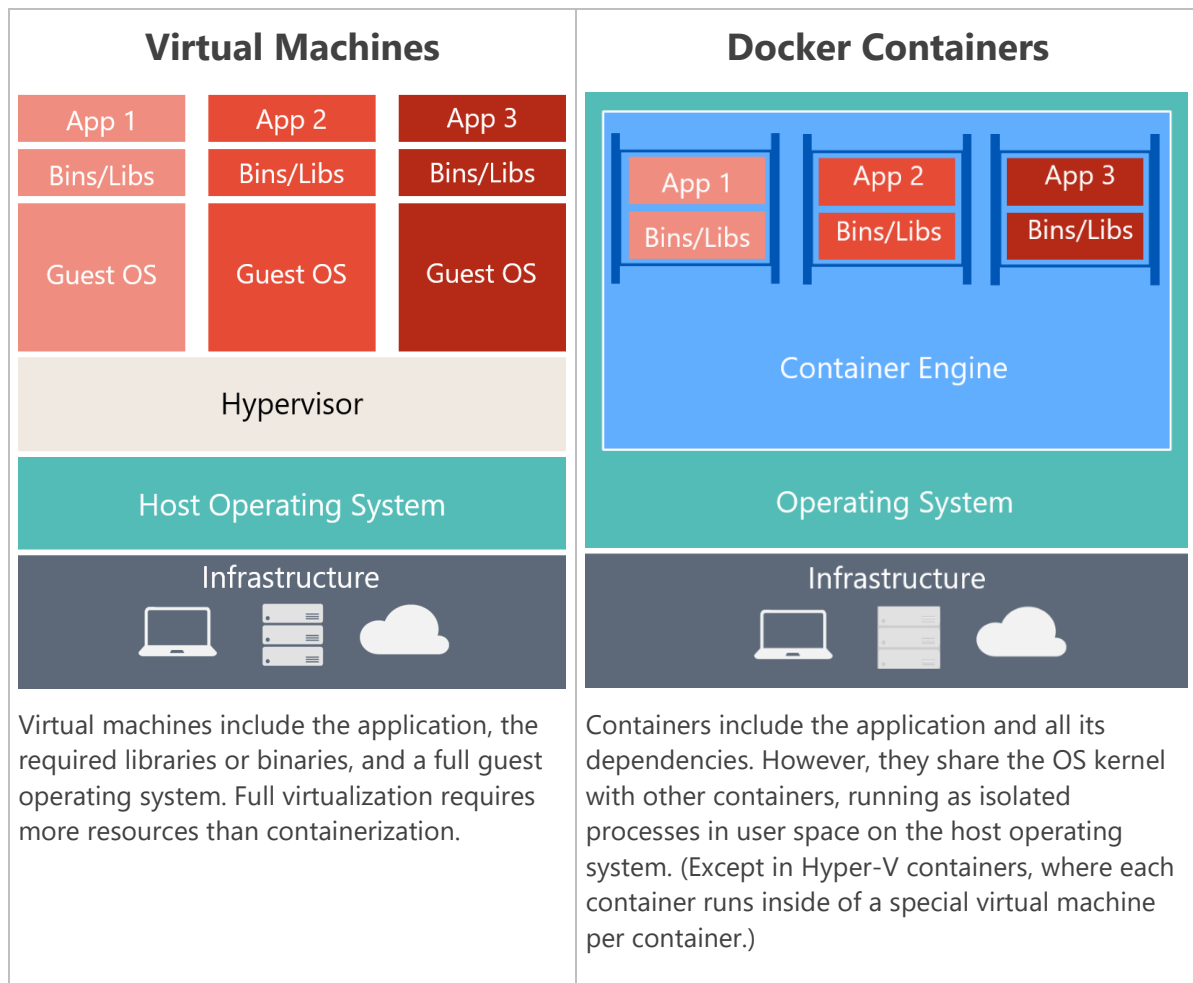 Virtual Machines
App 1
App 2
App 3
Bins/Libs
Bins/Libs
Bins/Libs
Guest OS
Guest OS
Guest OS
Hypervisor
Host Operating System
Infrastructure
Virtual machines include the application, the
required libraries or binaries, and a full guest
operating system. Full virtualization requires
more resources than containerization.
Docker Containers
App 1
App 2
App 3
Bins/Libs
Bins/Libs
Bins/Libs
Container Engine
Operating System
Infrastructure
Containers include the application and all its
dependencies. However, they share the OS kernel
with other containers, running as isolated
processes in user space on the host operating
system. (Except in Hyper-V containers, where each
container runs inside of a special virtual machine
per container.)